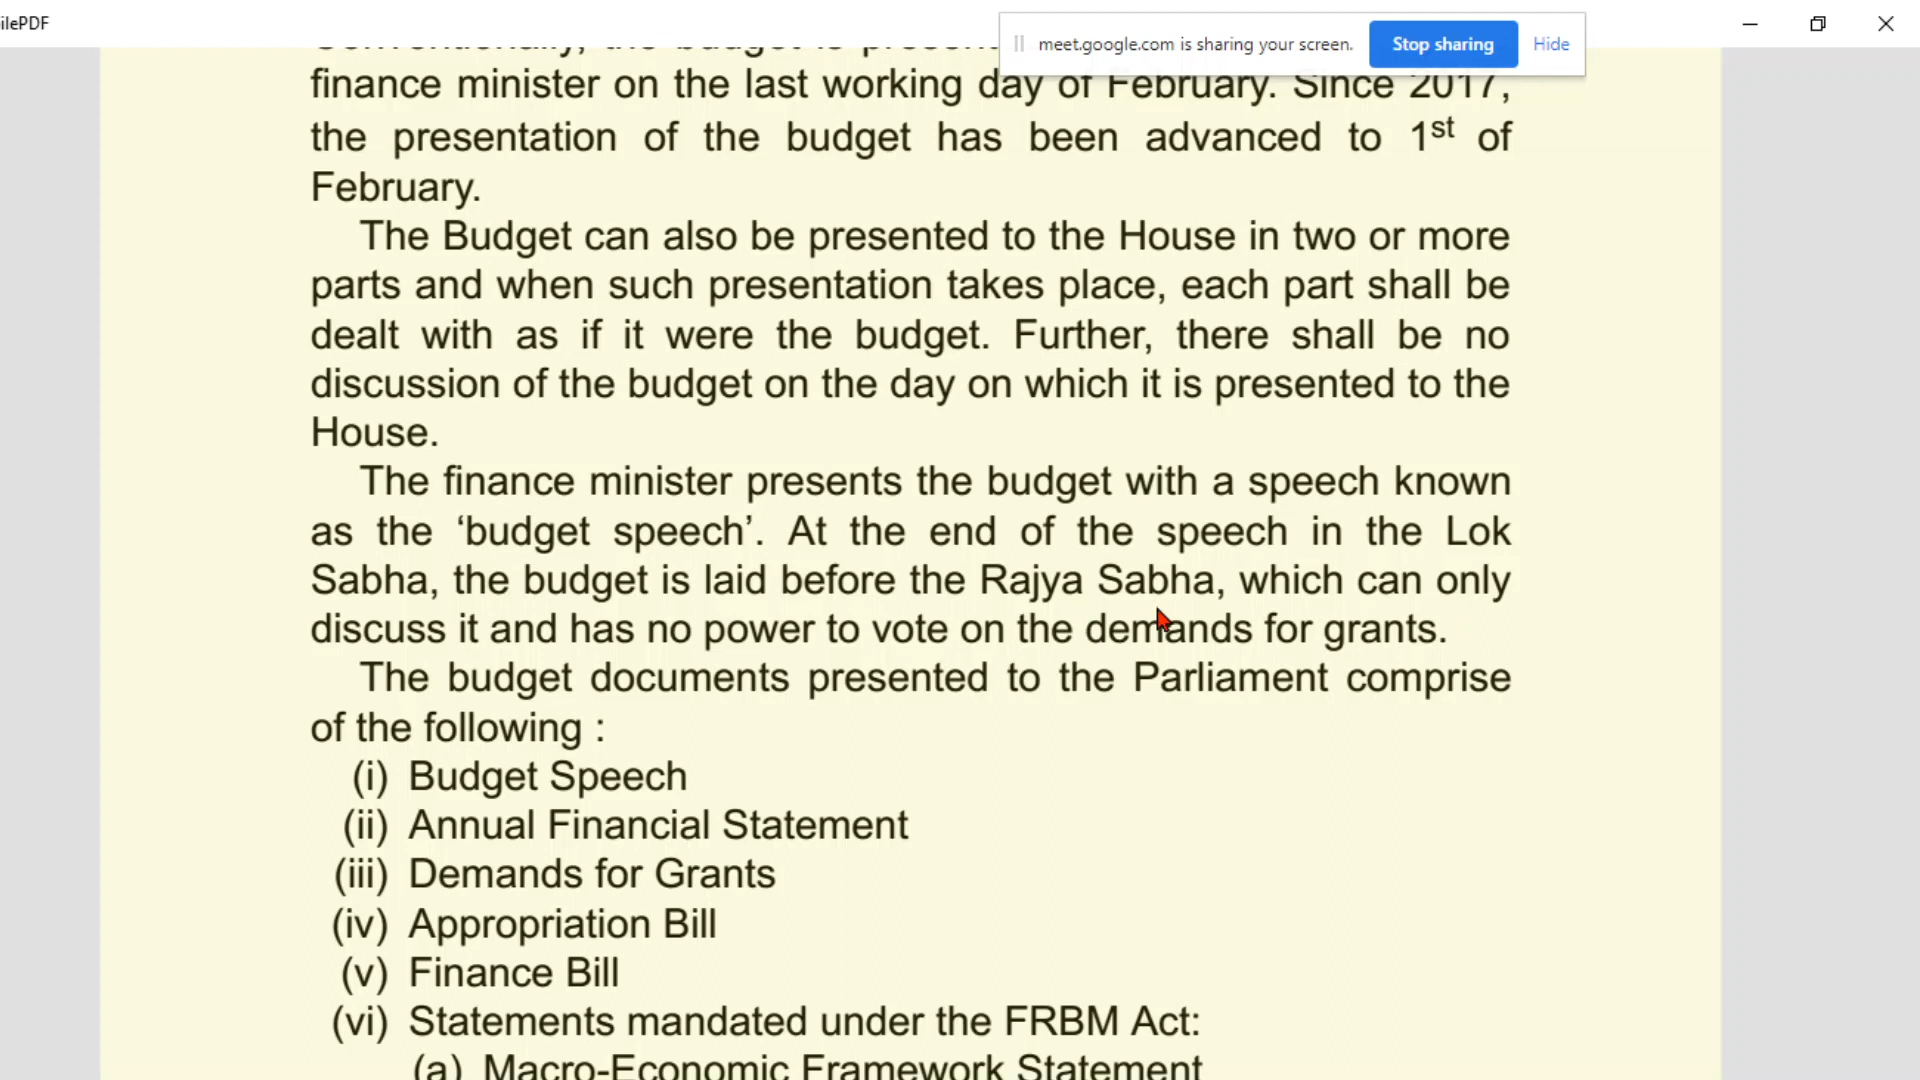 ilePDF
meet.google.com is sharing your screen.
Stop sharing
Hide
Conventionally, the budget is present
finance minister on the last working day of February. Since 2017,
the presentation of the budget has been advanced to 1st of
February.
The Budget can also be presented to the House in two or more
parts and when such presentation takes place, each part shall be
dealt with as if it were the budget. Further, there shall be no
discussion of the budget on the day on which it is presented to the
House.
The finance minister presents the budget with a speech known
as the ‘budget speech’. At the end of the speech in the Lok
Sabha, the budget is laid before the Rajya Sabha, which can only
discuss it and has no power to vote on the demands for grants.
The budget documents presented to the Parliament comprise
of the following :
(i) Budget Speech
(ii) Annual Financial Statement
(iii) Demands for Grants
(iv) Appropriation Bill
(v) Finance Bill
(vi) Statements mandated under the FRBM Act:
(a) Macro-Economic Framework Statement